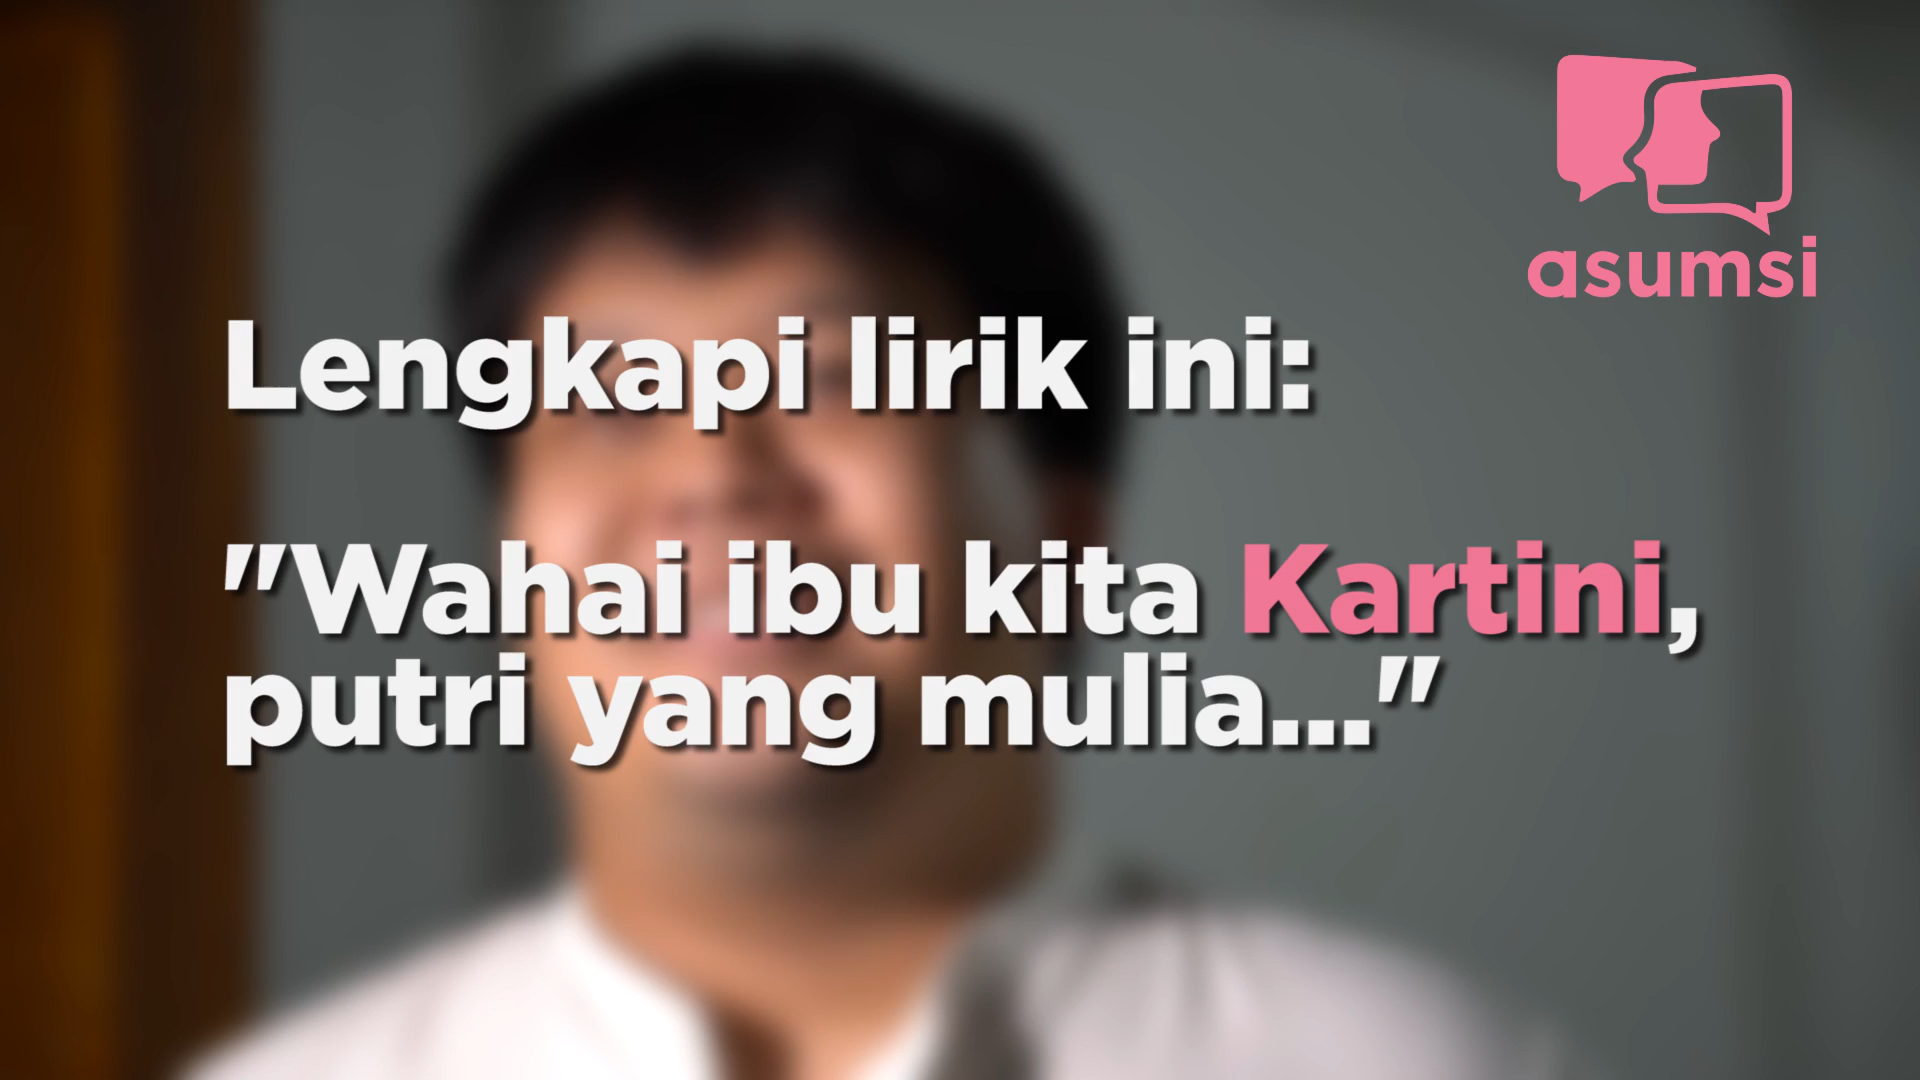 asumsi
Lengkapi lirik ini:
"Wahai ibu kita Kartini,
putri yang mulia..."